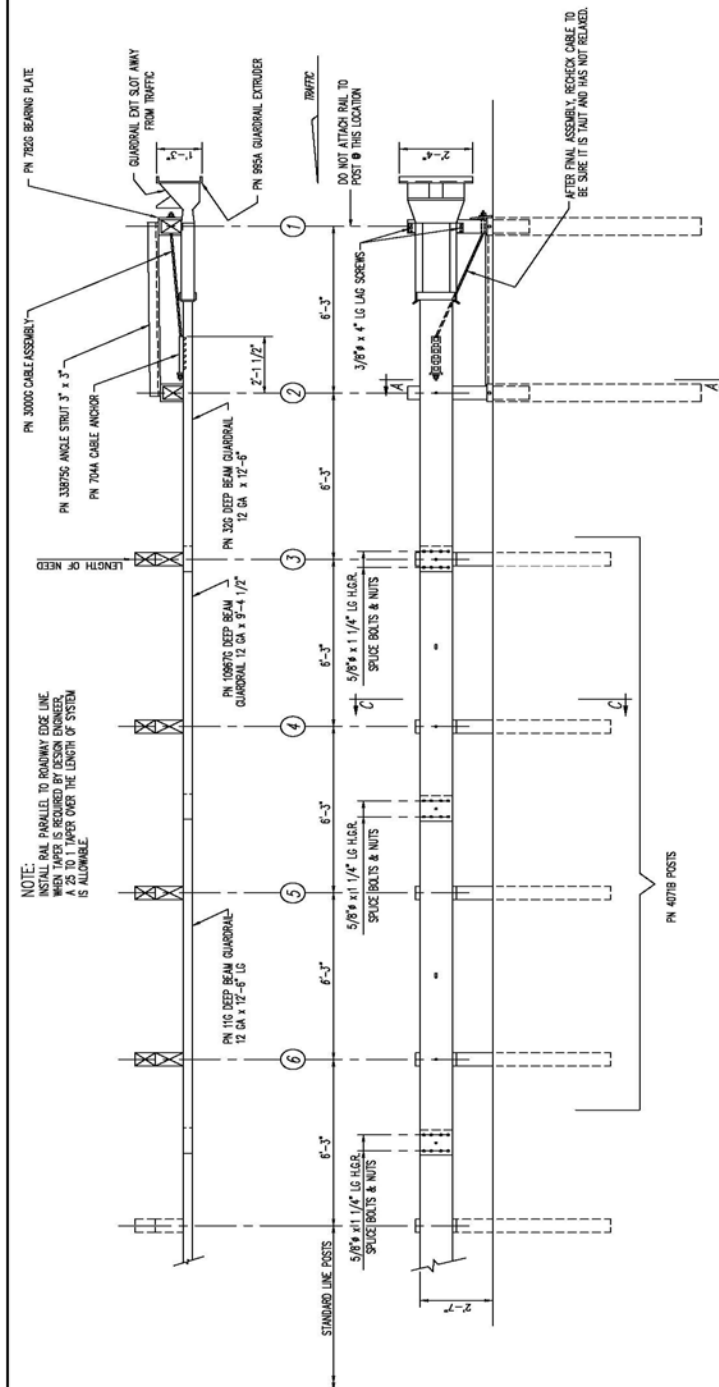 NOTE:
INSTALL RAIL PARALLEL TO ROADWAY EDGE LINE.
WHEN TAPER IS REQUIRED BY DESIGN ENGINEER,
A 25 TO 1 TAPER OVER THE LENGTH OF SYSTEM
IS ALLOWABLE.
LENGTH OF NEED
PN 3000G CABLE ASSEMBLY
PN 33875G ANGLE STRUT 3" x 3"
PN 704A CABLE ANCHOR
PN 782G BEARING PLATE
GUARDRAIL EXIT SLOT AWAY
FROM TRAFFIC
1'-3"
PN 995A GUARDRAIL EXTRUDER
2'-1 1/2"
PN 11G DEEP BEAM GUARDRAIL
12 GA x 12'-6" LG
PN 10967G DEEP BEAM
GUARDRAIL 12 GA x 9'-4 1/2"
PN 32G DEEP BEAM GUARDRAIL
12 GA x 12'-6"
TRAFFIC
6
5
4
3
2
1
STANDARD LINE POSTS
6'-3"
6'-3"
6'-3"
6'-3"
6'-3"
6'-3"
DO NOT ATTACH RAIL TO
POST @ THIS LOCATION
5/8"ø x 1 1/4" LG H.G.R.
SPLICE BOLTS & NUTS
5/8"ø x 1 1/4" LG H.G.R.
SPLICE BOLTS & NUTS
5/8"ø x 1 1/4" LG H.G.R.
SPLICE BOLTS & NUTS
3/8"ø x 4" LG LAG SCREWS
2'-4"
2'-7"
C
C
A
A
AFTER FINAL ASSEMBLY, RECHECK CABLE TO
BE SURE IT IS TAUT AND HAS NOT RELAXED.
PN 4071B POSTS